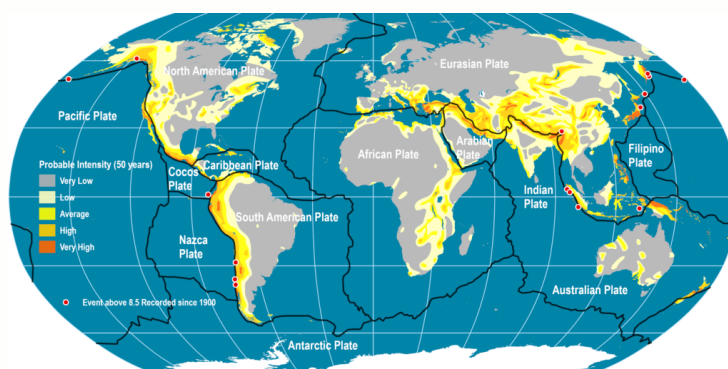 North American Plate
Eurasian Plate
Pacific Plate
Probable Intensity (50 years)
Very Low
Low
Average
High
Very High
Caribbean Plate
Cocos
Plate
African Plate
Arabian
Plate
Filipino
Plate
Indian
Plate
South American Plate
Nazca
Plate
Australian Plate
Event above 8.5 Recorded since 1900
Antarctic Plate